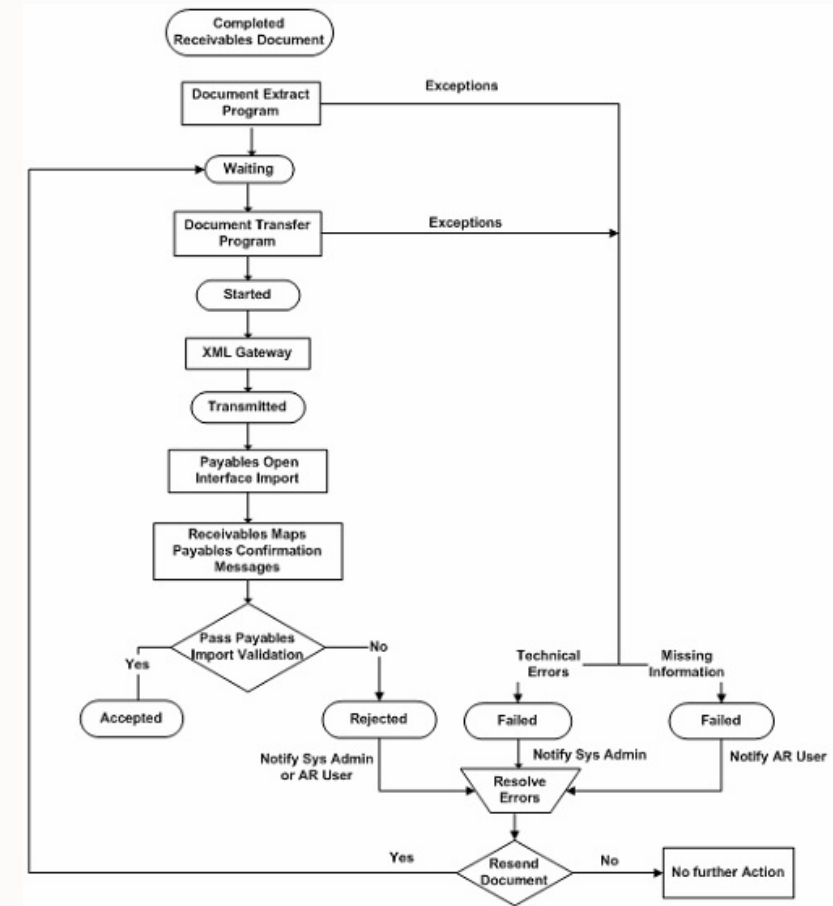 Completed
Receivables Document
Document Extract
Program
Exceptions
Waiting
Document Transfer
Program
Exceptions
Started
XML Gateway
Transmitted
Payables Open
Interface Import
Receivables Maps
Payables Confirmation
Messages
Pass Payables
Import Validation
Yes
No
Technical
Errors
Missing
Information
Accepted
Rejected
Failed
Failed
Notify Sys Admin
or AR User
Notify Sys Admin
Notify AR User
Resolve
Errors
Yes
Resend
Document
No
No further Action